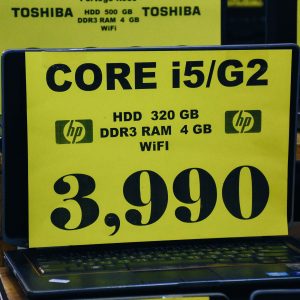 TOSHIBA HDD 500 GB TOSHIBA
DDR3 RAM 4 GB
WiFi
CORE i5/G2
HDD 320 GB
hp DDR3 RAM 4 GB hp
WiFI
3,990